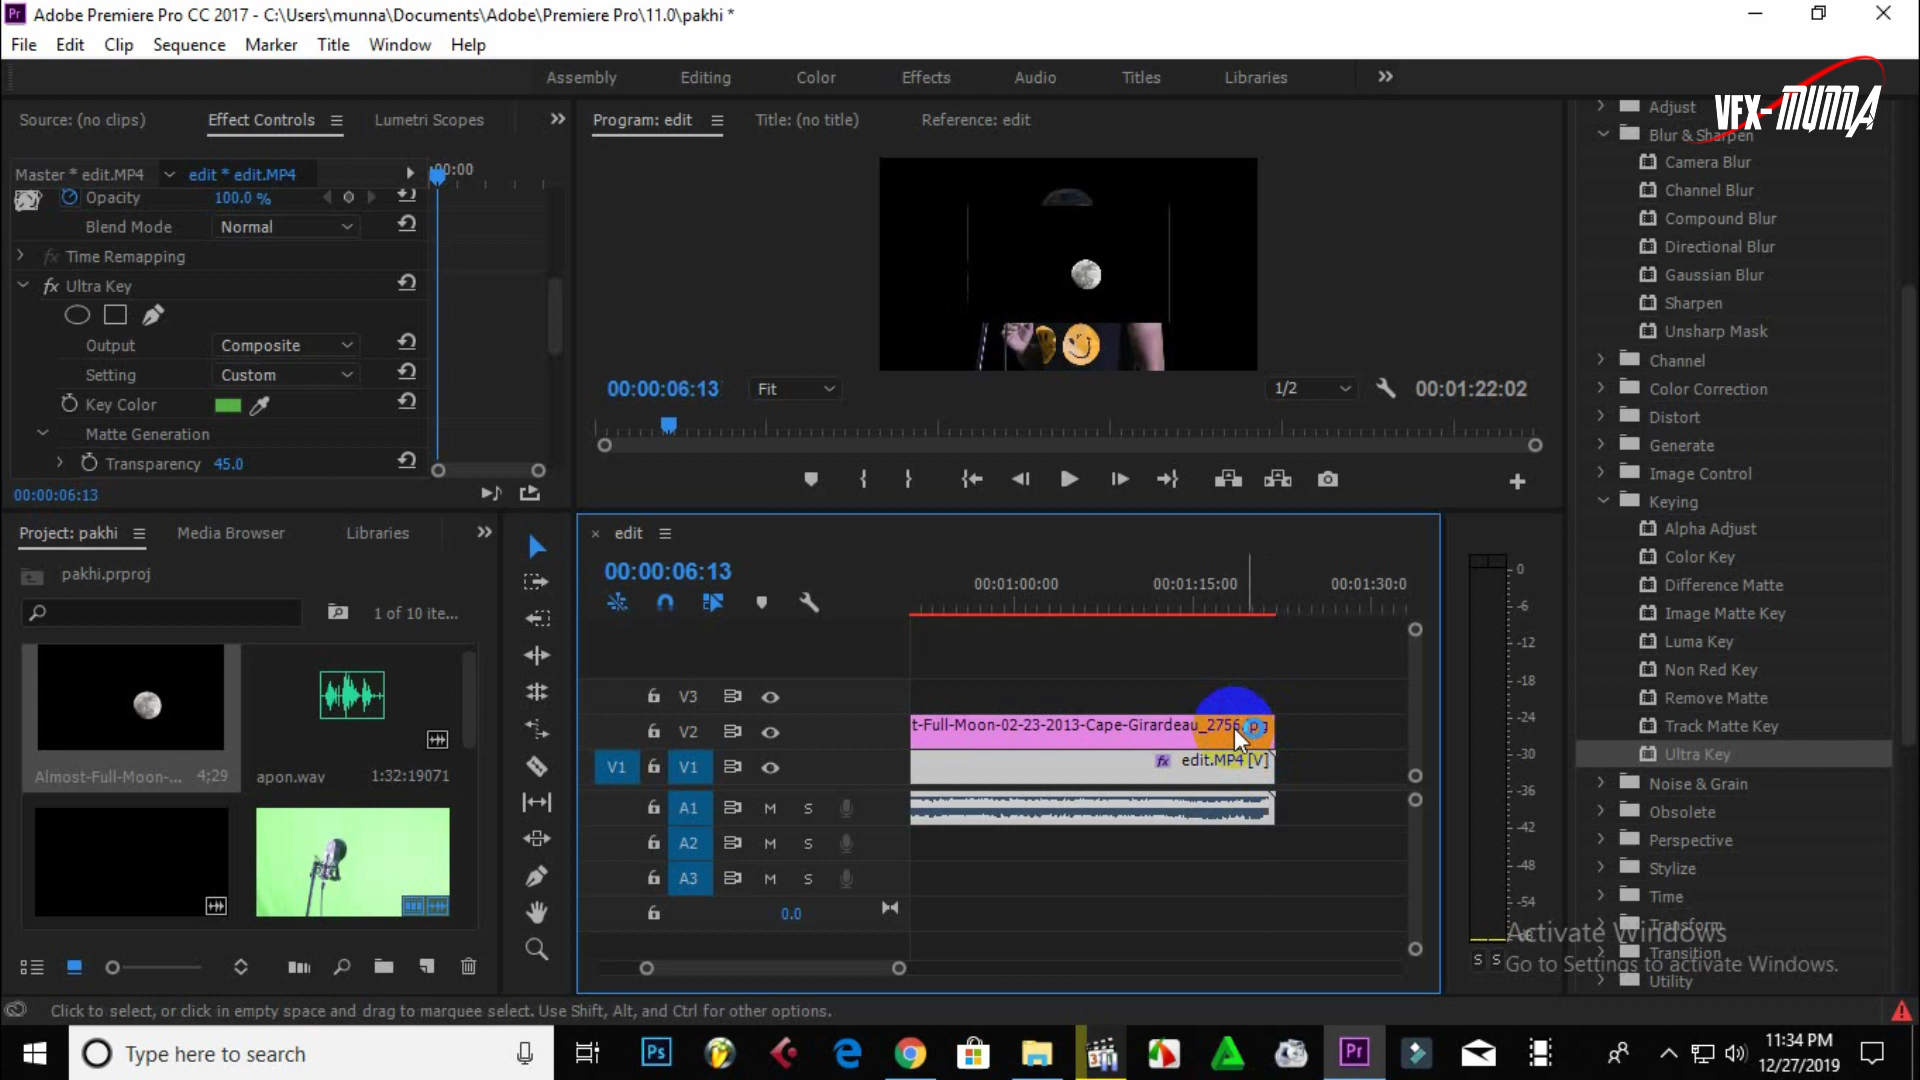 Adobe Premiere Pro CC 2017 - C:\Users\munna\Documents\Adobe\Premiere Pro\11.0\pakhi *
File Edit Clip Sequence Marker Title Window Help
Assembly Editing Color Effects Audio Titles Libraries
VFX-MUNNA
Source: (no clips) Effect Controls Lumetri Scopes
Master * edit.MP4 edit * edit.MP4
:00:00
Opacity 100.0 %
Blend Mode Normal
fx Time Remapping
fx Ultra Key
Output Composite
Setting Custom
Key Color
Matte Generation
Transparency 45.0
00:00:06:13
Program: edit Title: (no title) Reference: edit
00:00:06:13 Fit 1/2 00:01:22:02
Project: pakhi Media Browser Libraries
pakhi.prproj
1 of 10 ite...
Almost-Full-Moon-... 4;29
apon.wav 1:32:19071
edit
00:00:06:13
00:01:00:00 00:01:15:00 00:01:30:0
V3
V2 t-Full-Moon-02-23-2013-Cape-Girardeau_2756.jpg
V1 V1 fx edit.MP4 [V]
A1 M S
A2 M S
A3 M S
0.0
0
-6
-12
-18
-24
-30
-36
-42
-48
-54
S S
Adjust
Blur & Sharpen
Camera Blur
Channel Blur
Compound Blur
Directional Blur
Gaussian Blur
Sharpen
Unsharp Mask
Channel
Color Correction
Distort
Generate
Image Control
Keying
Alpha Adjust
Color Key
Difference Matte
Image Matte Key
Luma Key
Non Red Key
Remove Matte
Track Matte Key
Ultra Key
Noise & Grain
Obsolete
Perspective
Stylize
Time
Transform
Transition
Utility
Activate Windows
Go to Settings to activate Windows.
Click to select, or click in empty space and drag to marquee select. Use Shift, Alt, and Ctrl for other options.
Type here to search
Ps
Pr
11:34 PM
12/27/2019